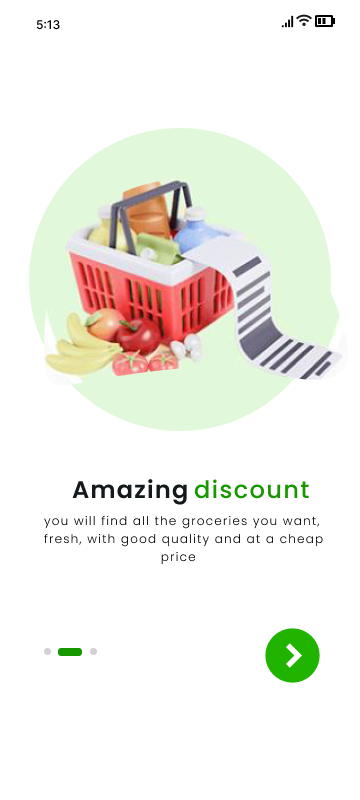 5:13
Amazing discount
you will find all the groceries you want,
fresh, with good quality and at a cheap
price